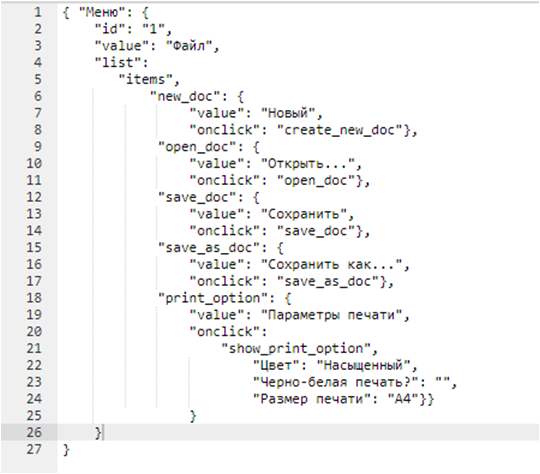 1 { "Меню": {
2 "id": "1",
3 "value": "Файл",
4 "list":
5 "items",
6 "new_doc": {
7 "value": "Новый",
8 "onclick": "create_new_doc"},
9 "open_doc": {
10 "value": "Открыть...",
11 "onclick": "open_doc"},
12 "save_doc": {
13 "value": "Сохранить",
14 "onclick": "save_doc"},
15 "save_as_doc": {
16 "value": "Сохранить как...",
17 "onclick": "save_as_doc"},
18 "print_option": {
19 "value": "Параметры печати",
20 "onclick":
21 "show_print_option",
22 "Цвет": "Насыщенный",
23 "Черно-белая печать?": "",
24 "Размер печати": "A4"}}
25 }
26 }
27 }